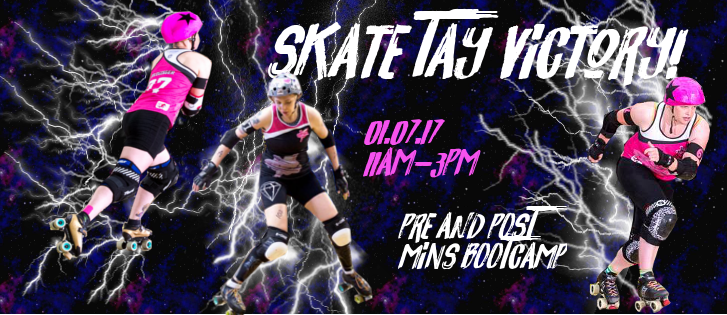 SKATE TAY VICTORY!
01.07.17
11AM-3PM
PRE AND POST
MINS BOOTCAMP